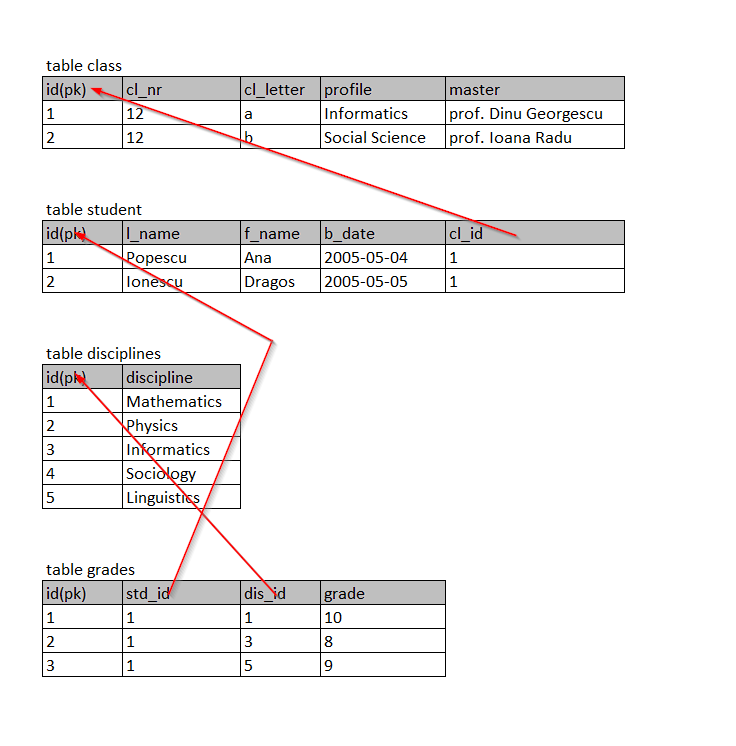 table class
id(pk) cl_nr cl_letter profile master
1 12 a Informatics prof. Dinu Georgescu
2 12 b Social Science prof. Ioana Radu
table student
id(pk) l_name f_name b_date cl_id
1 Popescu Ana 2005-05-04 1
2 Ionescu Dragos 2005-05-05 1
table disciplines
id(pk) discipline
1 Mathematics
2 Physics
3 Informatics
4 Sociology
5 Linguistics
table grades
id(pk) std_id dis_id grade
1 1 1 10
2 1 3 8
3 1 5 9